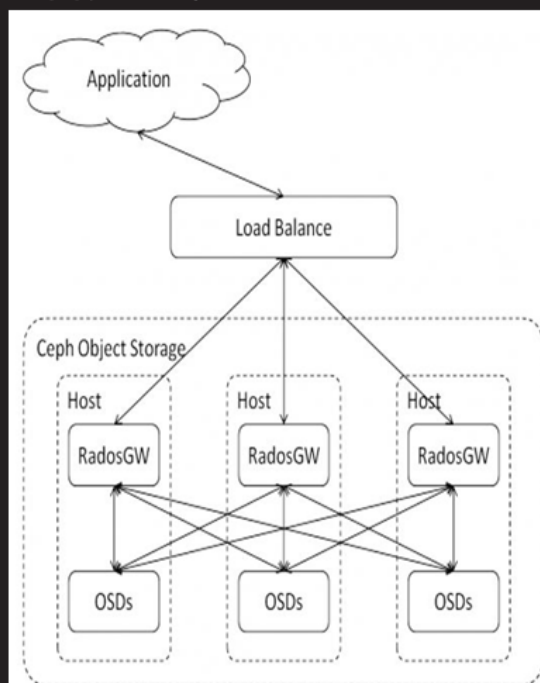 Application
Load Balance
Ceph Object Storage
Host Host Host
RadosGW RadosGW RadosGW
OSDs OSDs OSDs